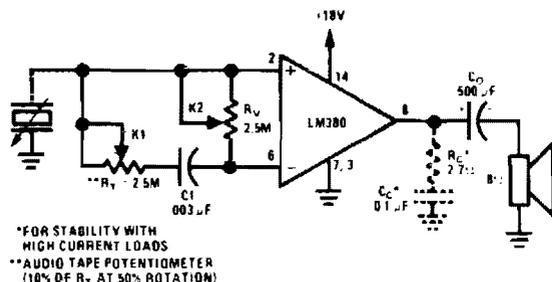 +18V
2
14
+
K2
RV
2.5M
LM380
8
CO
500 µF
K1
6
−
7, 3
RC*
2.7Ω
8Ω
**RT - 2.5M
C1
.003 µF
CC*
0.1 µF
*FOR STABILITY WITH
HIGH CURRENT LOADS
**AUDIO TAPE POTENTIOMETER
(10% OF RT AT 50% ROTATION)